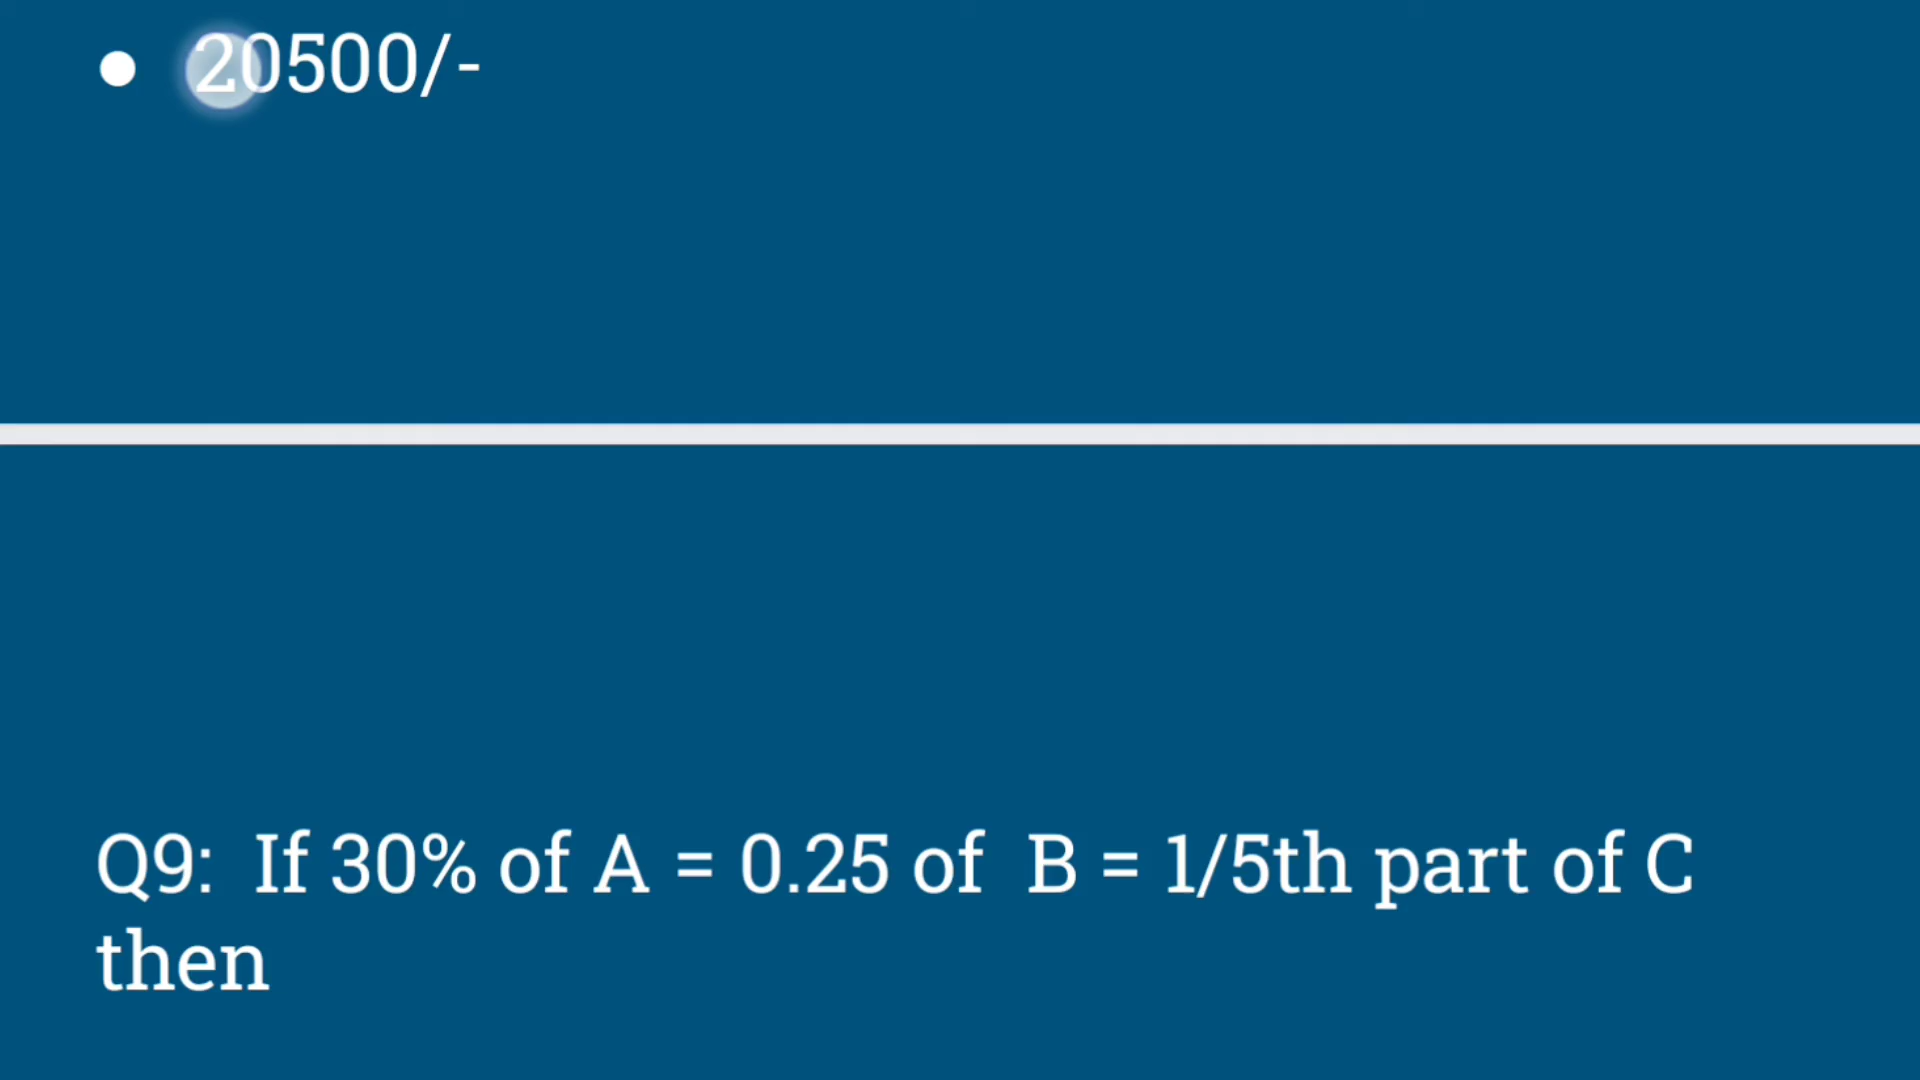 ● 20500/-
Q9: If 30% of A = 0.25 of B = 1/5th part of C
then